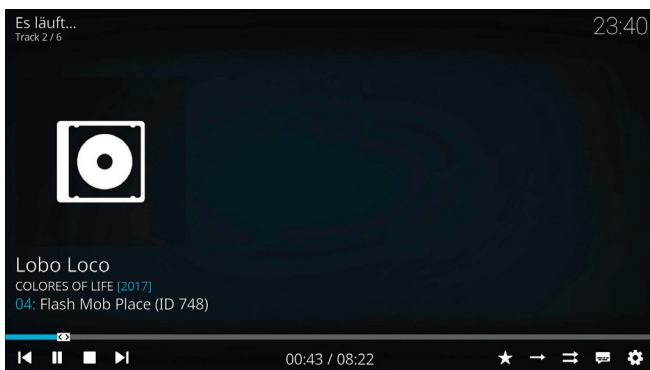 Es läuft...
Track 2 / 6
23:40
Lobo Loco
COLORES OF LIFE [2017]
04: Flash Mob Place (ID 748)
00:43 / 08:22